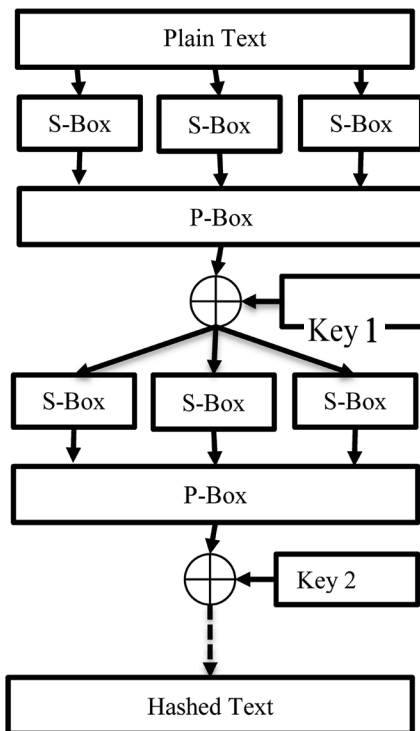 Plain Text
S-Box S-Box S-Box
P-Box
Key 1
S-Box S-Box S-Box
P-Box
Key 2
Hashed Text